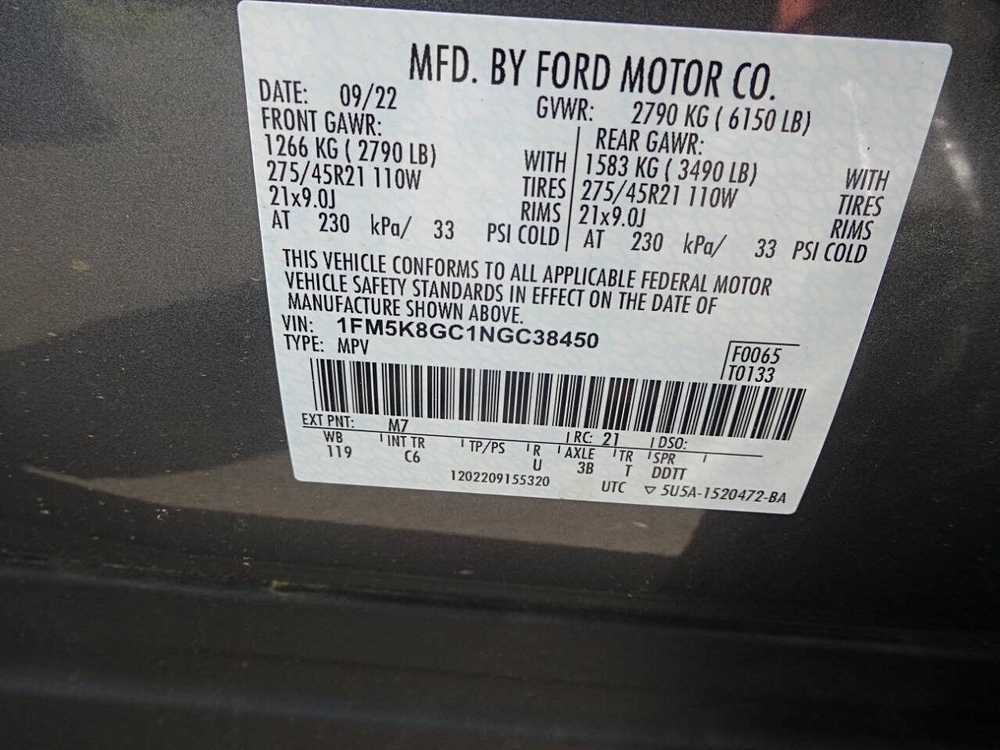 MFD. BY FORD MOTOR CO.
DATE: 09/22 GVWR: 2790 KG ( 6150 LB)
FRONT GAWR: REAR GAWR:
1266 KG ( 2790 LB) WITH 1583 KG ( 3490 LB) WITH
275/45R21 110W TIRES 275/45R21 110W TIRES
21x9.0J RIMS 21x9.0J RIMS
AT 230 kPa/ 33 PSI COLD AT 230 kPa/ 33 PSI COLD
THIS VEHICLE CONFORMS TO ALL APPLICABLE FEDERAL MOTOR
VEHICLE SAFETY STANDARDS IN EFFECT ON THE DATE OF
MANUFACTURE SHOWN ABOVE.
VIN: 1FM5K8GC1NGC38450
TYPE: MPV
F0065
T0133
EXT PNT: M7 RC: 21 DSO:
WB INT TR TP/PS R AXLE TR SPR
119 C6 U 3B T DDTT
1202209155320 UTC ▽ 5U5A-1520472-BA